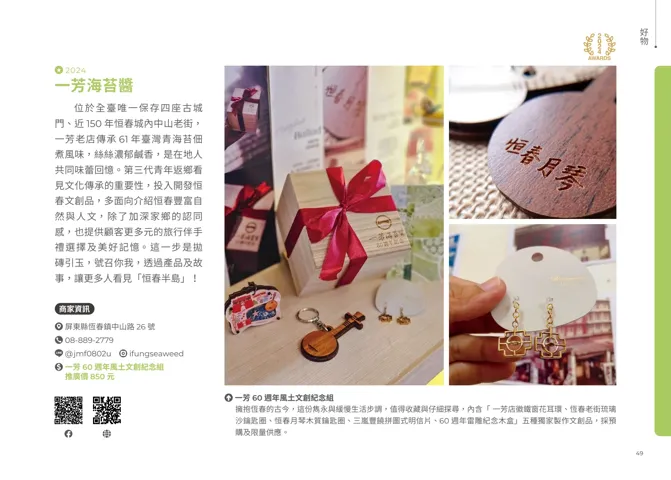 好物
2024
AWARDS
2024
一芳海苔醬
位於全臺唯一保存四座古城
門、近 150 年恒春城內中山老街，
一芳老店傳承 61 年臺灣青海苔佃
煮風味，絲絲濃郁鹹香，是在地人
共同味蕾回憶。第三代青年返鄉看
見文化傳承的重要性，投入開發恒
春文創品，多面向介紹恒春豐富自
然與人文，除了加深家鄉的認同
感，也提供顧客更多元的旅行伴手
禮選擇及美好記憶。這一步是拋
磚引玉，號召你我，透過產品及故
事，讓更多人看見「恒春半島」！
商家資訊
屏東縣恆春鎮中山路 26 號
08-889-2779
@jmf0802u ifungseaweed
一芳 60 週年風土文創紀念組
推廣價 850 元
恒春月琴
一芳 60 週年風土文創紀念組
擁抱恆春的古今，這份雋永與緩慢生活步調，值得收藏與仔細探尋，內含「 一芳店徽鐵窗花耳環、恆春老街琉璃
沙鑰匙圈、恒春月琴木質鑰匙圈、三嵐豐饒拼圖式明信片、60 週年雷雕紀念木盒」五種獨家製作文創品，採預
購及限量供應。
49